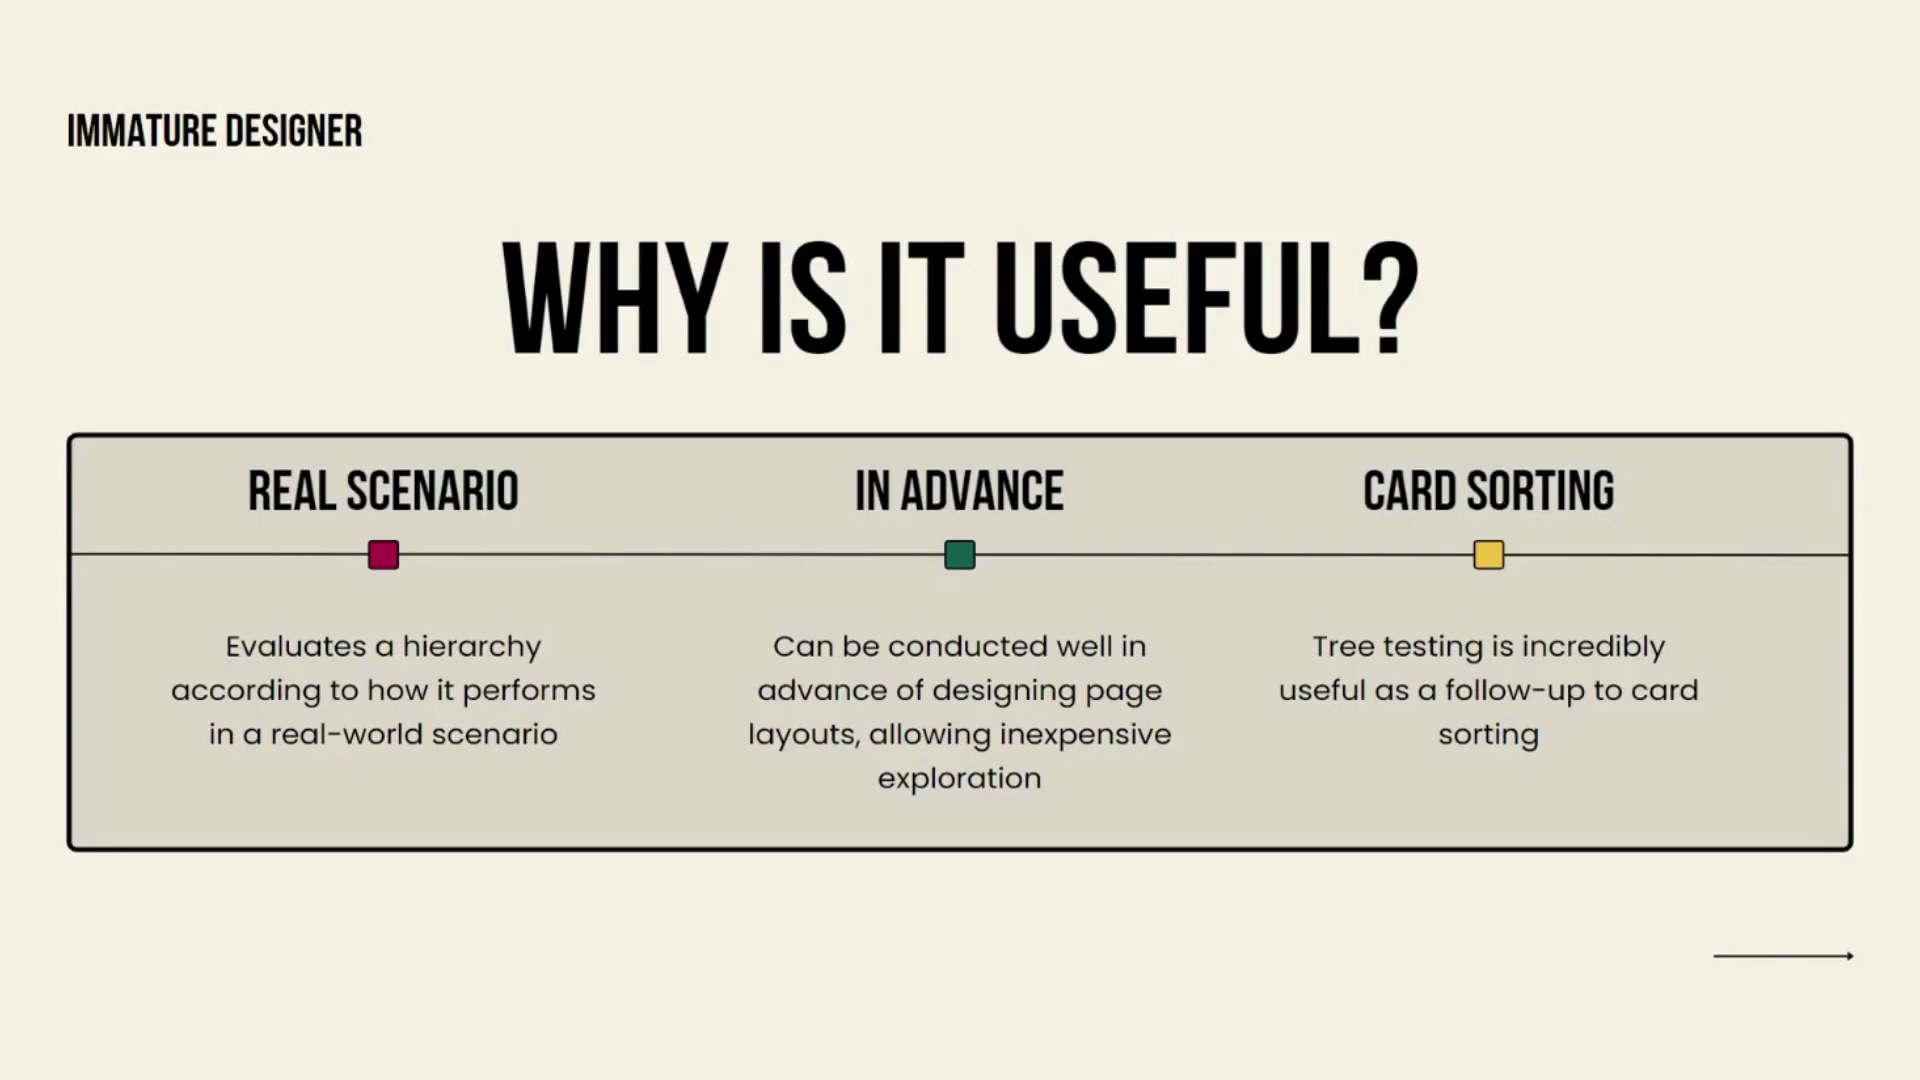 IMMATURE DESIGNER
WHY IS IT USEFUL?
REAL SCENARIO
Evaluates a hierarchy
according to how it performs
in a real-world scenario
IN ADVANCE
Can be conducted well in
advance of designing page
layouts, allowing inexpensive
exploration
CARD SORTING
Tree testing is incredibly
useful as a follow-up to card
sorting